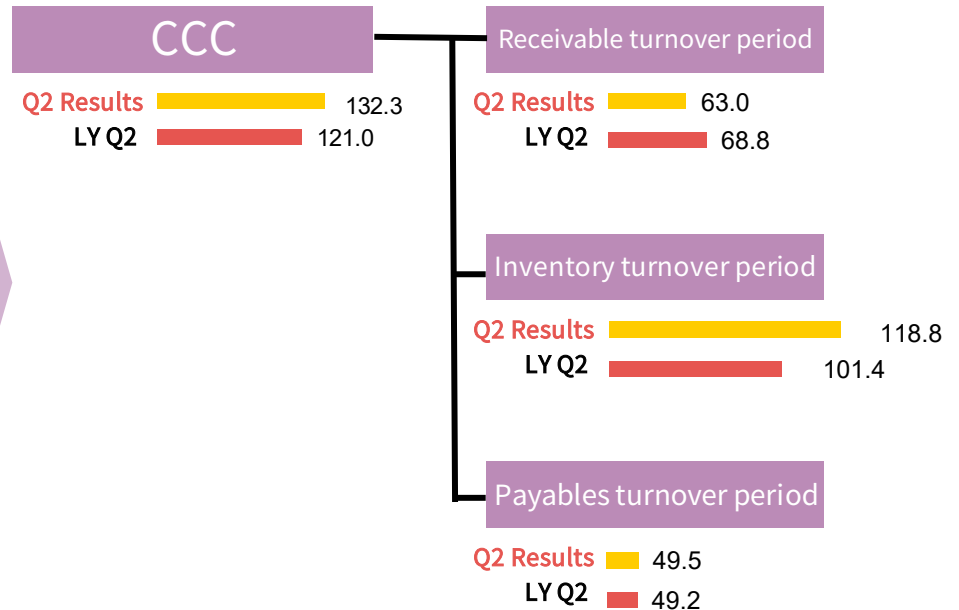 CCC
Q2 Results 132.3
LY Q2 121.0
Receivable turnover period
Q2 Results 63.0
LY Q2 68.8
Inventory turnover period
Q2 Results 118.8
LY Q2 101.4
Payables turnover period
Q2 Results 49.5
LY Q2 49.2